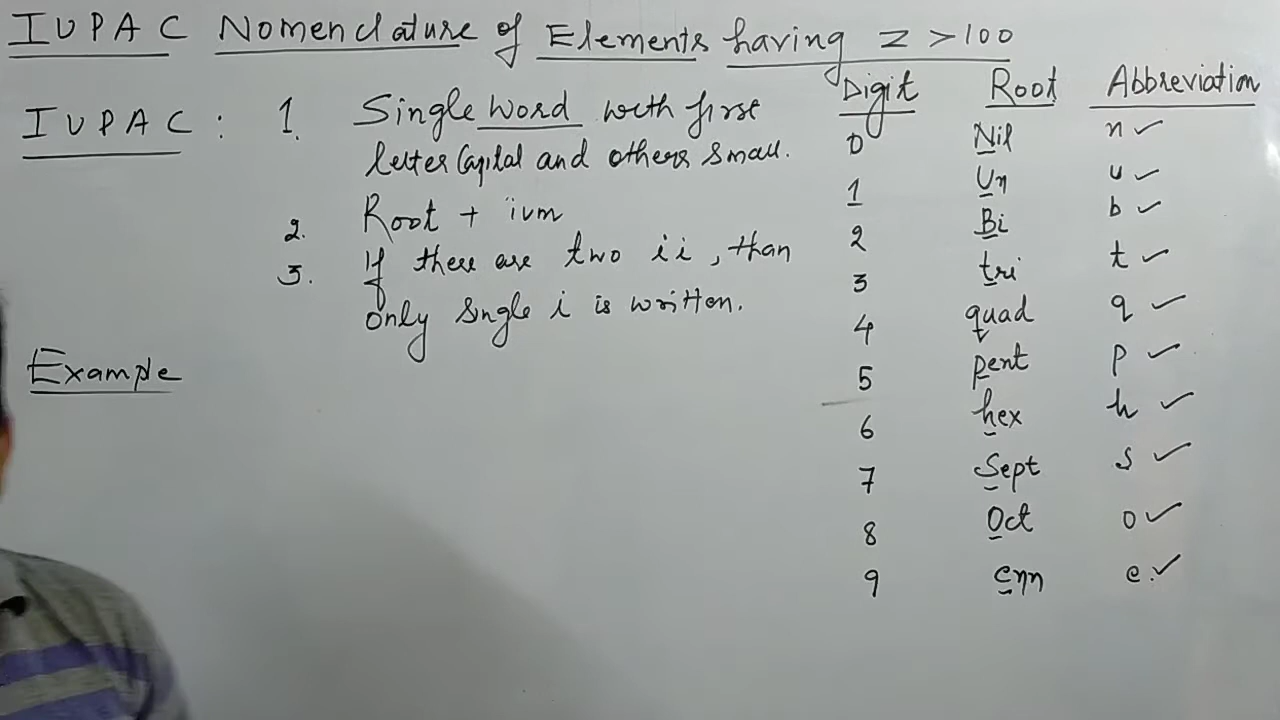 IUPAC Nomenclature of Elements having Z > 100
IUPAC : 1. Single word with first
letter Capital and others small.
2. Root + ium
3. If there are two ii, than
only single i is written.
Example
Digit Root Abbreviation
0 Nil n ✓
1 Un u ✓
2 Bi b ✓
3 tri t ✓
4 quad q ✓
5 pent p ✓
6 hex h ✓
7 Sept s ✓
8 Oct o ✓
9 enn e. ✓